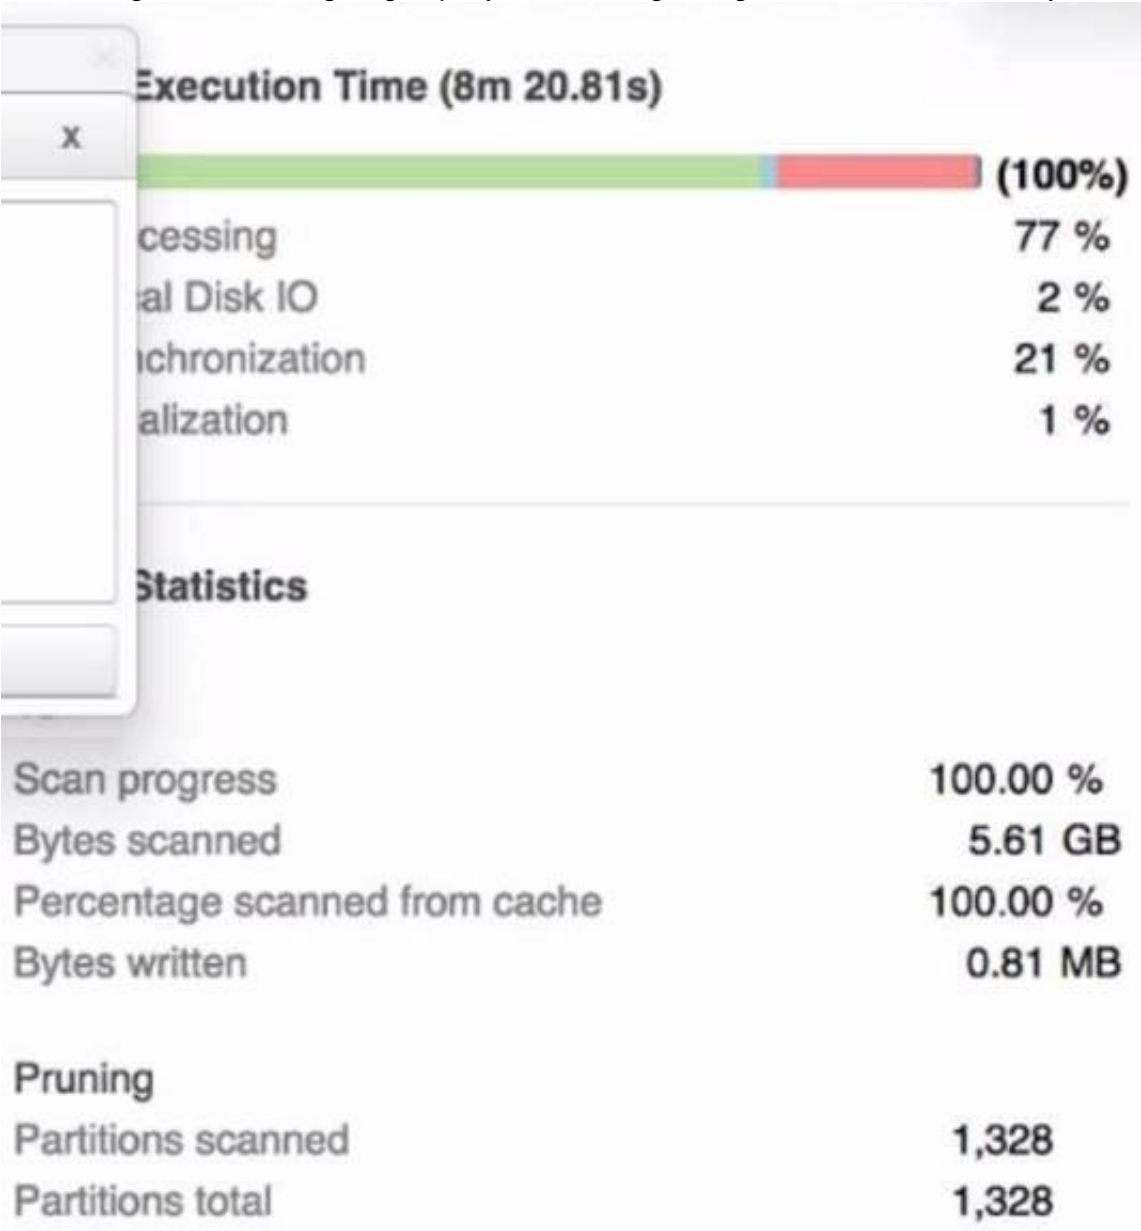 Execution Time (8m 20.81s)
x
(100%)
cessing 77 %
al Disk IO 2 %
nchronization 21 %
alization 1 %
Statistics
Scan progress 100.00 %
Bytes scanned 5.61 GB
Percentage scanned from cache 100.00 %
Bytes written 0.81 MB
Pruning
Partitions scanned 1,328
Partitions total 1,328